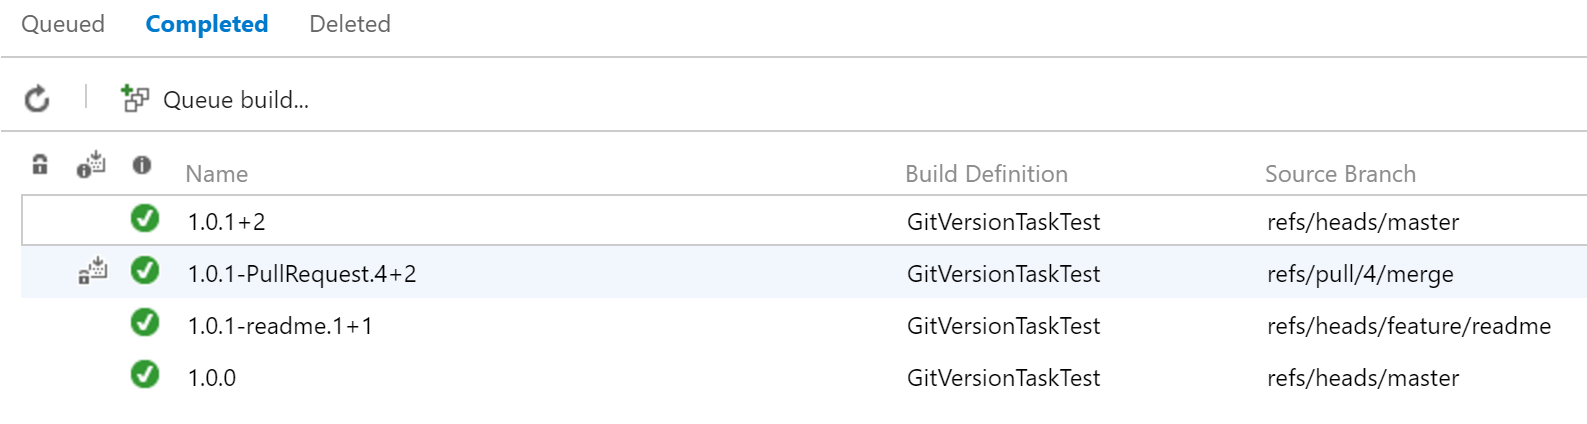 Queued Completed Deleted
Queue build...
Name Build Definition Source Branch
1.0.1+2 GitVersionTaskTest refs/heads/master
1.0.1-PullRequest.4+2 GitVersionTaskTest refs/pull/4/merge
1.0.1-readme.1+1 GitVersionTaskTest refs/heads/feature/readme
1.0.0 GitVersionTaskTest refs/heads/master